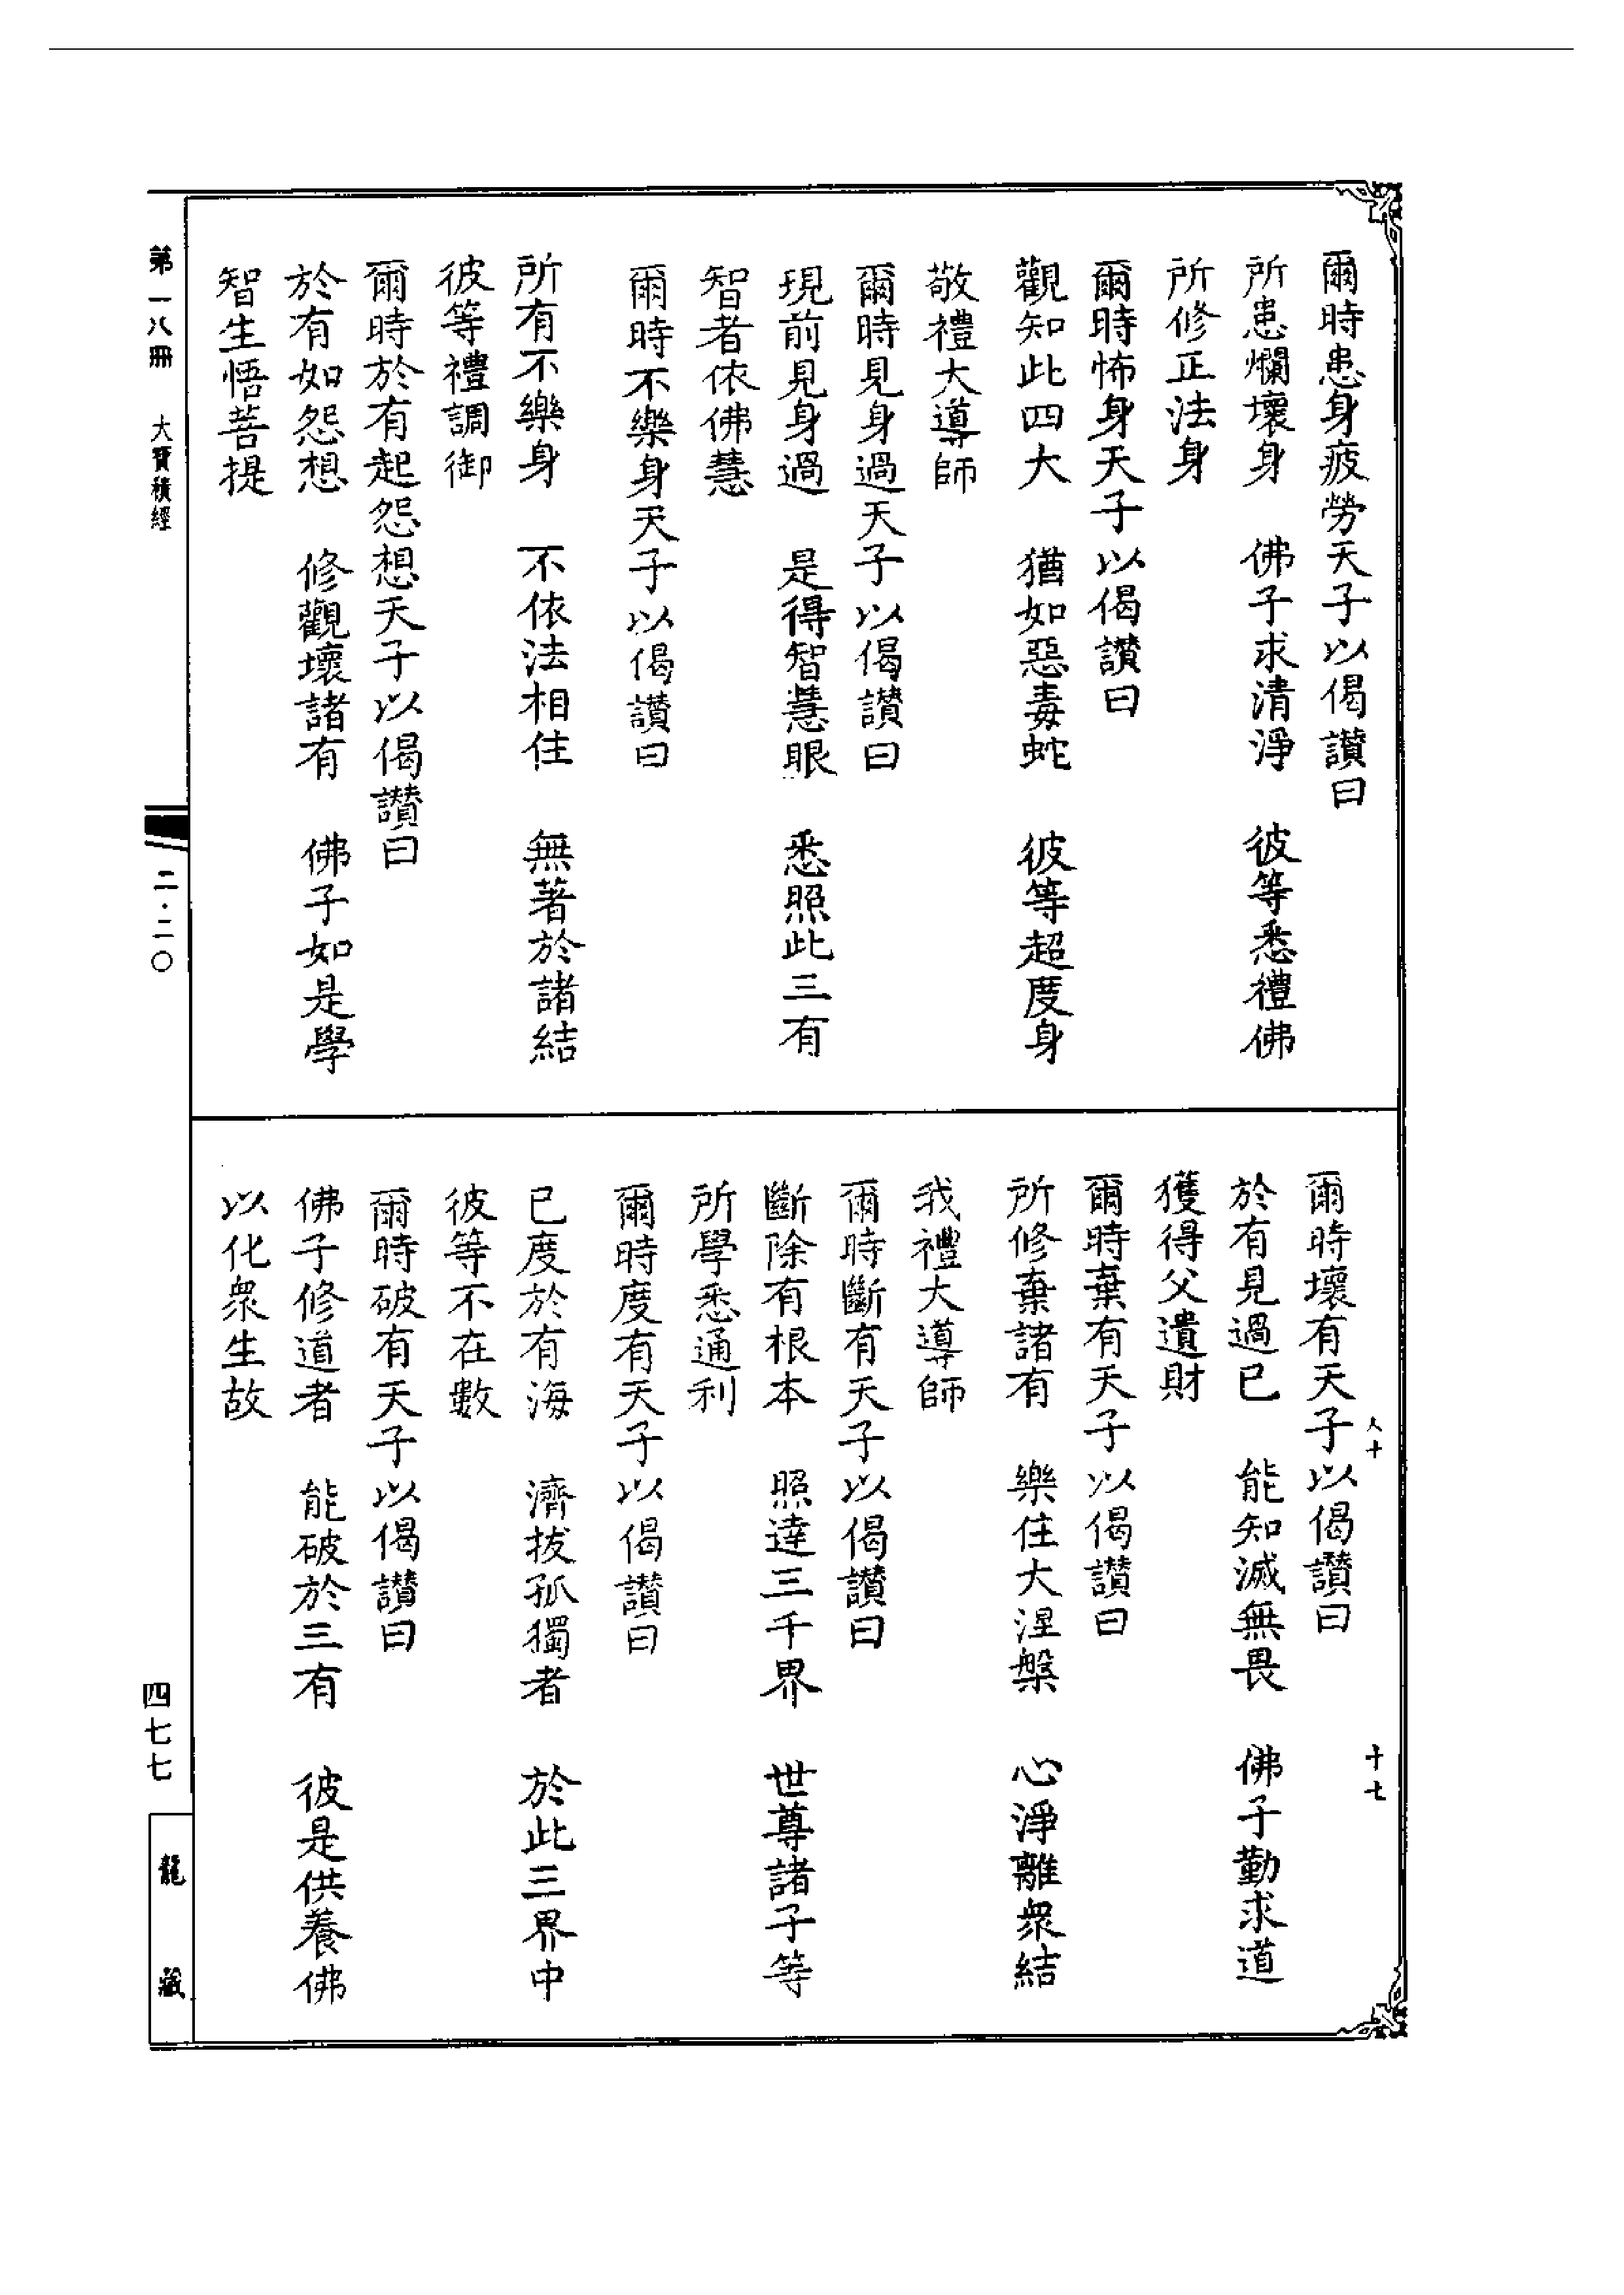 爾時患身疲勞天子以偈讃曰
所患爛壞身　佛子求清淨　彼等悉禮佛
所修正法身
爾時怖身天子以偈讃曰
觀知此四大　猶如惡毒蛇　彼等超度身
敬禮大導師
爾時見身過天子以偈讃曰
現前見身過　是得智慧眼　悉照此三有
智者依佛慧
爾時不樂身天子以偈讃曰
所有不樂身　不依法相住　無著於諸結
彼等禮調御
爾時於有起怨想天子以偈讃曰
於有如怨想　修觀壞諸有　佛子如是學
智生悟菩提
爾時壞有天子以偈讃曰
於有見過已　能知滅無畏　佛子勤求道
獲得父遺財
爾時棄有天子以偈讃曰
所修棄諸有　樂住大涅槃　心淨離衆結
我禮大導師
爾時斷有天子以偈讃曰
斷除有根本　照達三千界　世尊諸子等
所學悉通利
爾時度有天子以偈讃曰
已度於有海　濟拔孤獨者　於此三界中
彼等不在數
爾時破有天子以偈讃曰
佛子修道者　能破於三有　彼是供養佛
以化衆生故
十七
第一八冊　大寶積經
二·二〇
四七七
龍藏